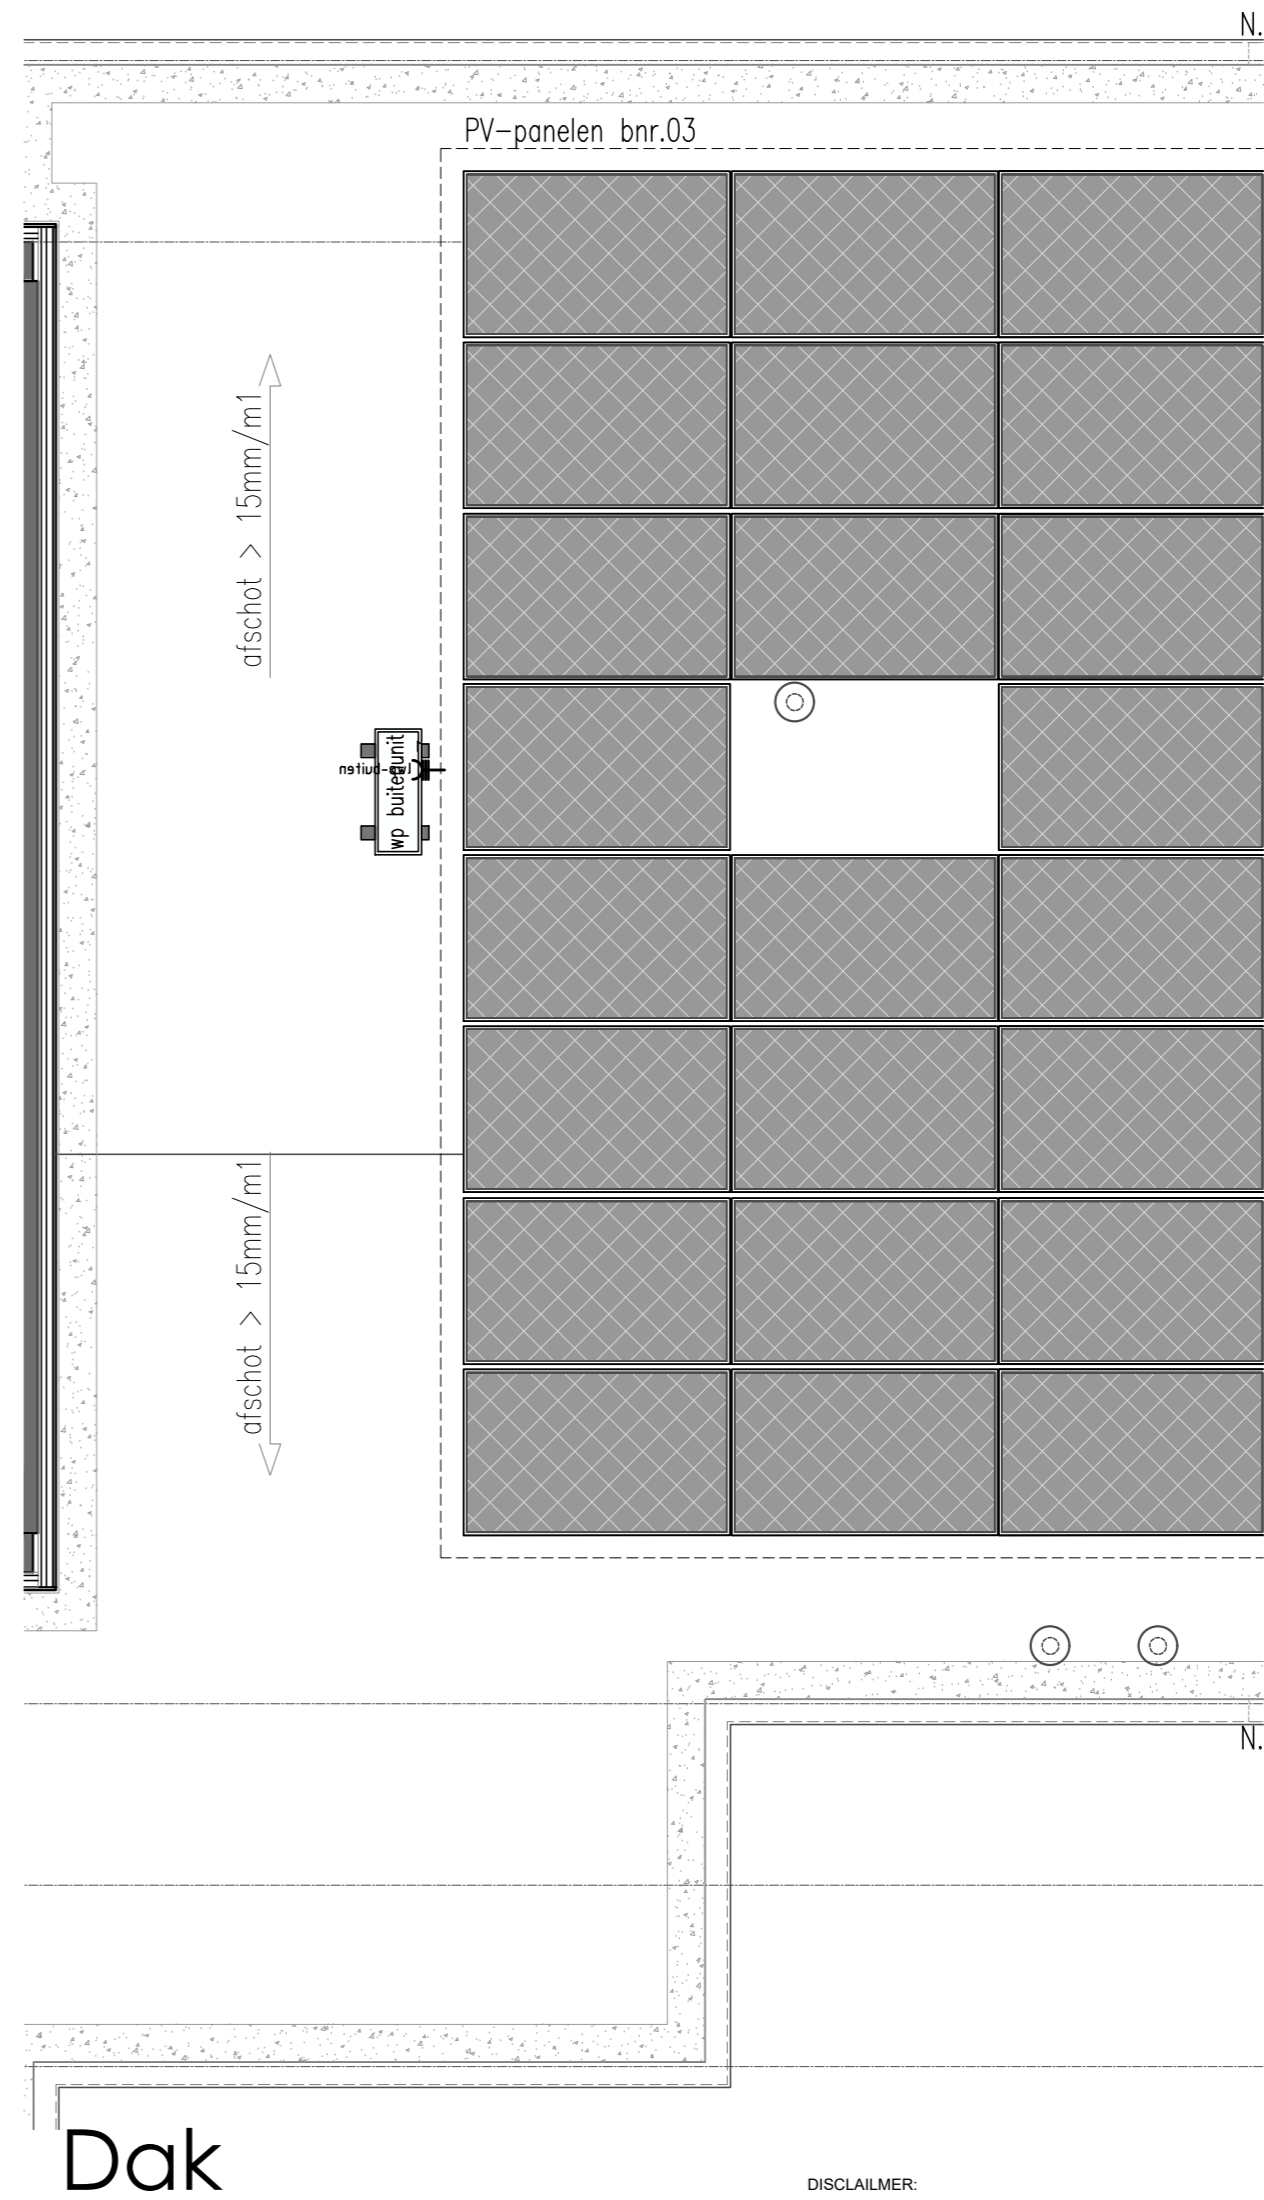 N.
PV-panelen bnr.03
afschot > 15mm/m1
wp buitenunit
afschot > 15mm/m1
N.
Dak
DISCLAILMER: